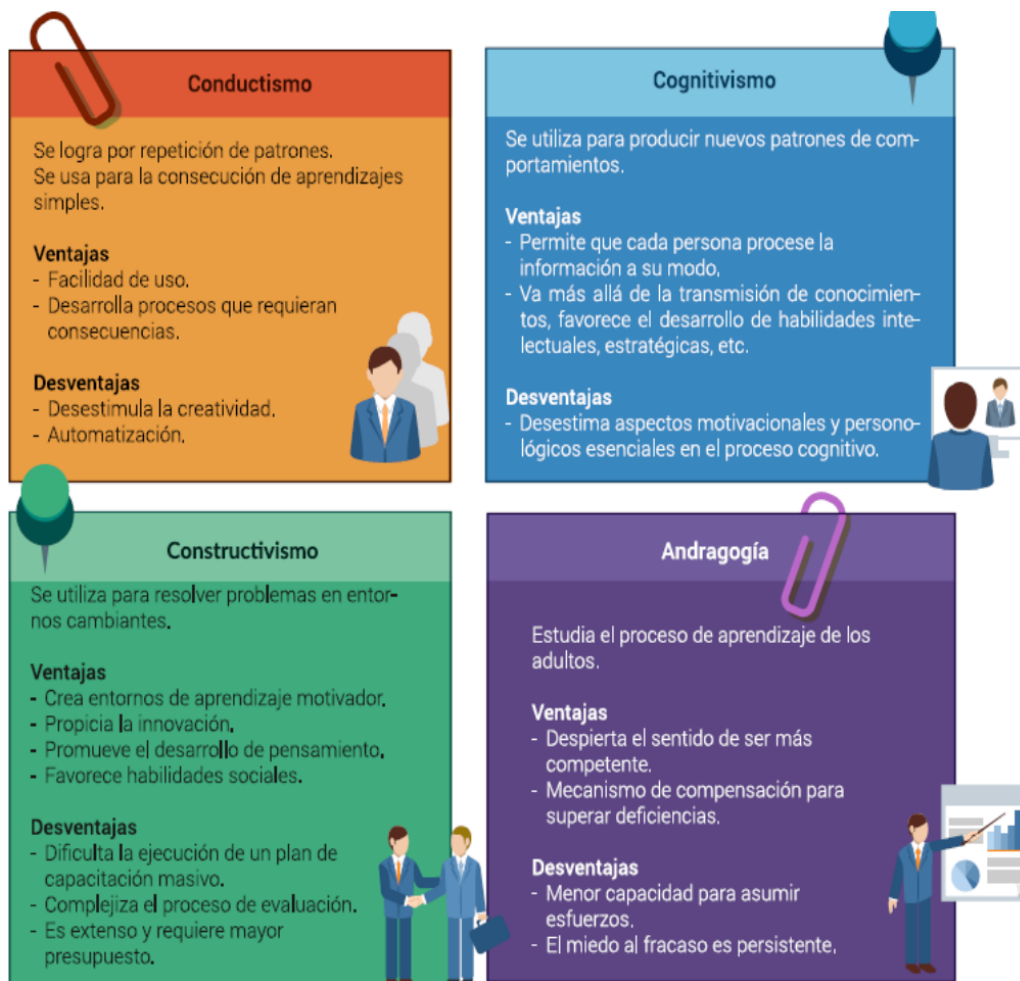 Conductismo
Se logra por repetición de patrones.
Se usa para la consecución de aprendizajes
simples.
Ventajas
- Facilidad de uso.
- Desarrolla procesos que requieran
consecuencias.
Desventajas
- Desestimula la creatividad.
- Automatización.
Cognitivismo
Se utiliza para producir nuevos patrones de com-
portamientos.
Ventajas
- Permite que cada persona procese la
información a su modo.
- Va más allá de la transmisión de conocimien-
tos, favorece el desarrollo de habilidades inte-
lectuales, estratégicas, etc.
Desventajas
- Desestima aspectos motivacionales y persono-
lógicos esenciales en el proceso cognitivo.
Constructivismo
Se utiliza para resolver problemas en entor-
nos cambiantes.
Ventajas
- Crea entornos de aprendizaje motivador.
- Propicia la innovación.
- Promueve el desarrollo de pensamiento.
- Favorece habilidades sociales.
Desventajas
- Dificulta la ejecución de un plan de
capacitación masivo.
- Complejiza el proceso de evaluación.
- Es extenso y requiere mayor
presupuesto.
Andragogía
Estudia el proceso de aprendizaje de los
adultos.
Ventajas
- Despierta el sentido de ser más
competente.
- Mecanismo de compensación para
superar deficiencias.
Desventajas
- Menor capacidad para asumir
esfuerzos.
- El miedo al fracaso es persistente.